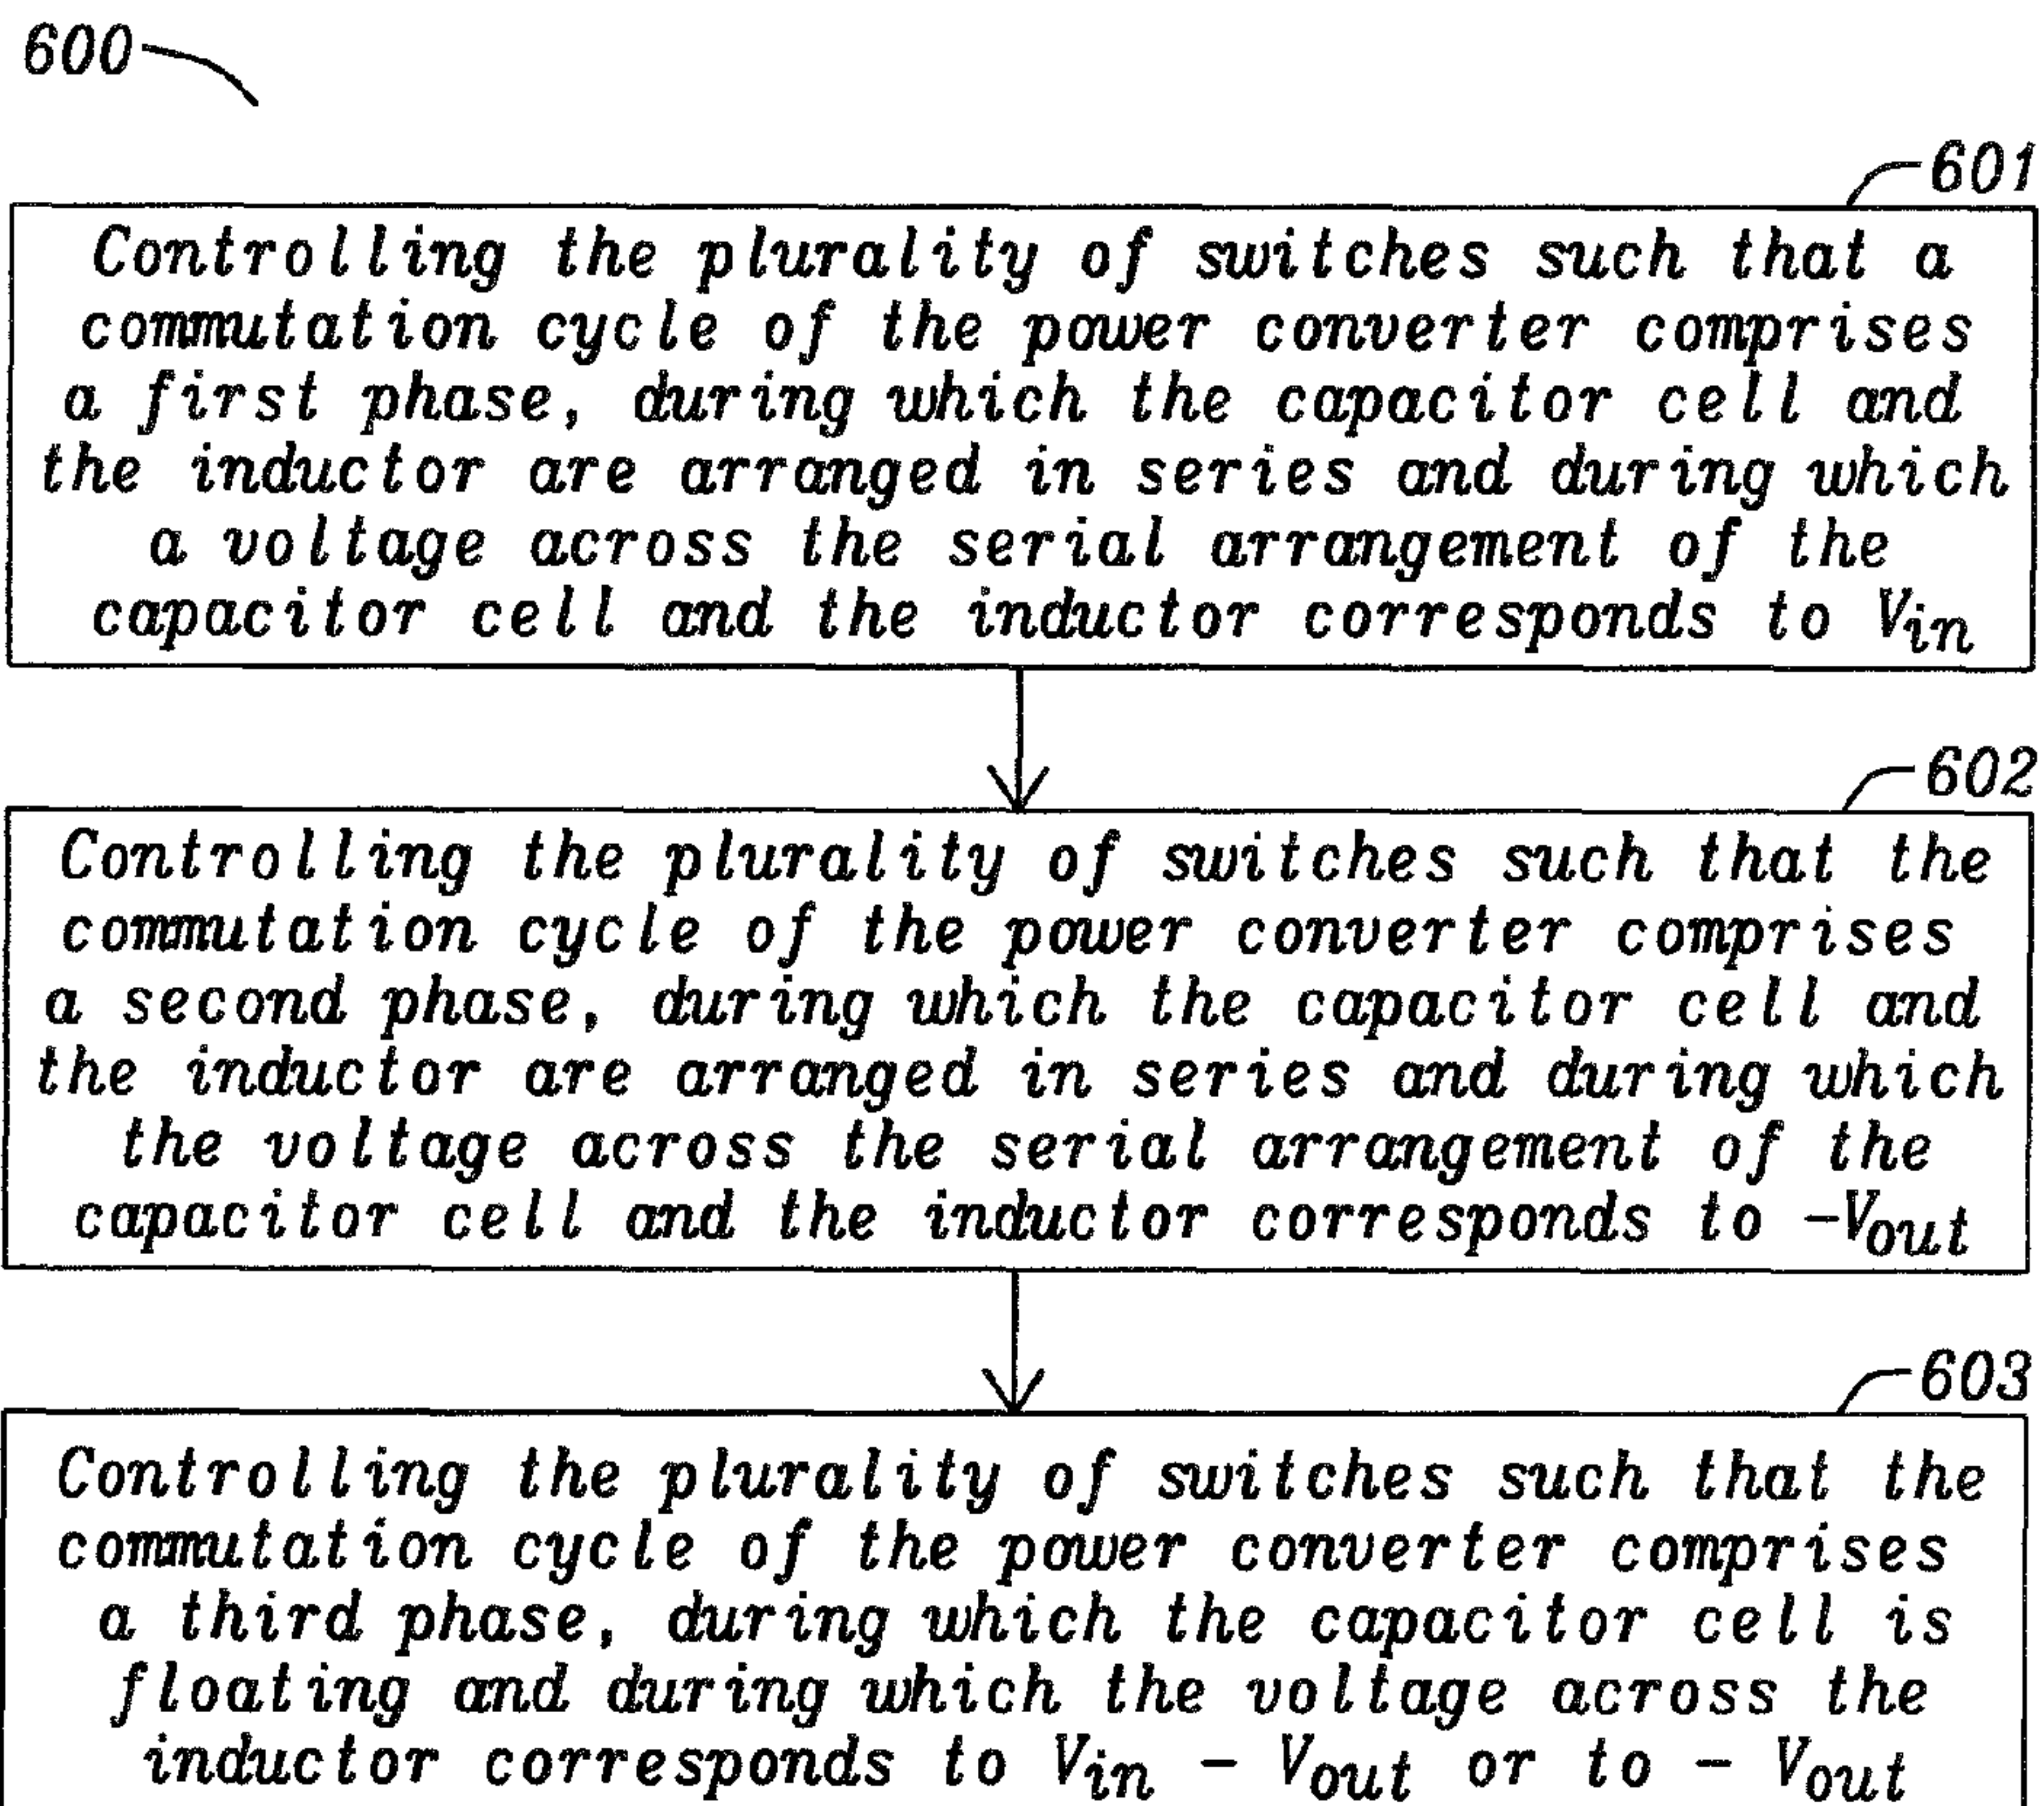 600
601
Controlling the plurality of switches such that a
commutation cycle of the power converter comprises
a first phase, during which the capacitor cell and
the inductor are arranged in series and during which
a voltage across the serial arrangement of the
capacitor cell and the inductor corresponds to Vin
602
Controlling the plurality of switches such that the
commutation cycle of the power converter comprises
a second phase, during which the capacitor cell and
the inductor are arranged in series and during which
the voltage across the serial arrangement of the
capacitor cell and the inductor corresponds to -Vout
603
Controlling the plurality of switches such that the
commutation cycle of the power converter comprises
a third phase, during which the capacitor cell is
floating and during which the voltage across the
inductor corresponds to Vin - Vout or to - Vout